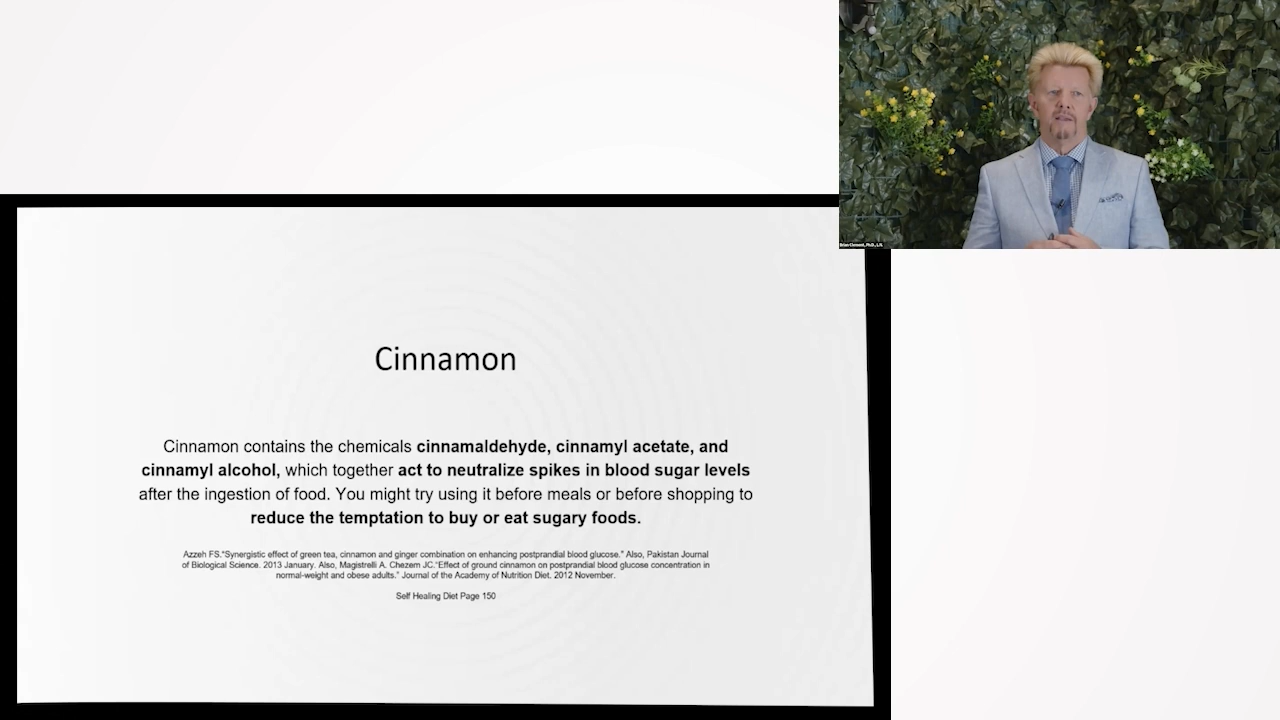 Brian Clement, Ph.D., L.N.
Cinnamon
Cinnamon contains the chemicals cinnamaldehyde, cinnamyl acetate, and
cinnamyl alcohol, which together act to neutralize spikes in blood sugar levels
after the ingestion of food. You might try using it before meals or before shopping to
reduce the temptation to buy or eat sugary foods.
Azzeh FS.“Synergistic effect of green tea, cinnamon and ginger combination on enhancing postprandial blood glucose.” Also, Pakistan Journal
of Biological Science. 2013 January. Also, Magistrelli A. Chezem JC.“Effect of ground cinnamon on postprandial blood glucose concentration in
normal-weight and obese adults.” Journal of the Academy of Nutrition Diet. 2012 November.
Self Healing Diet Page 150